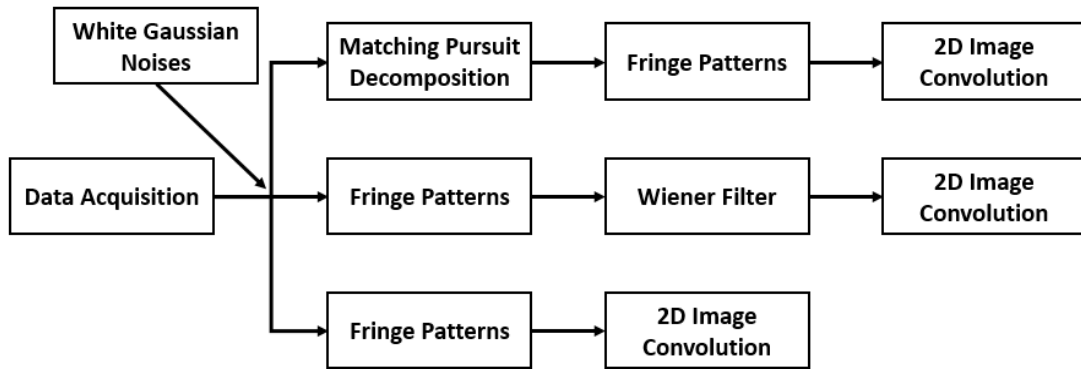 White Gaussian
Noises
Matching Pursuit
Decomposition
Fringe Patterns
2D Image
Convolution
Data Acquisition
Fringe Patterns
Wiener Filter
2D Image
Convolution
Fringe Patterns
2D Image
Convolution